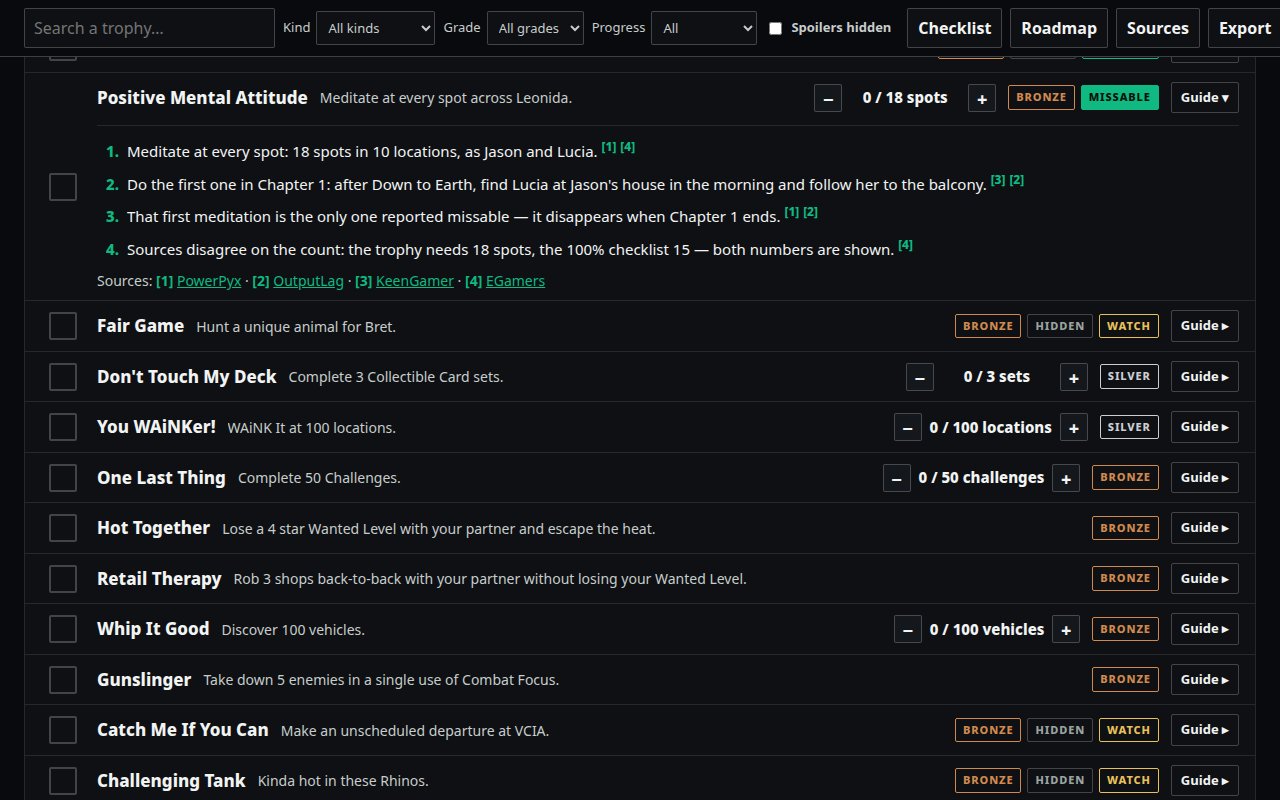 Search a trophy... Kind All kinds Grade All grades Progress All Spoilers hidden Checklist Roadmap Sources Export
Positive Mental Attitude Meditate at every spot across Leonida. − 0 / 18 spots + BRONZE MISSABLE Guide ▾
1. Meditate at every spot: 18 spots in 10 locations, as Jason and Lucia. [1] [4]
2. Do the first one in Chapter 1: after Down to Earth, find Lucia at Jason's house in the morning and follow her to the balcony. [3] [2]
3. That first meditation is the only one reported missable — it disappears when Chapter 1 ends. [1] [2]
4. Sources disagree on the count: the trophy needs 18 spots, the 100% checklist 15 — both numbers are shown. [4]
Sources: [1] PowerPyx · [2] OutputLag · [3] KeenGamer · [4] EGamers
Fair Game Hunt a unique animal for Bret. BRONZE HIDDEN WATCH Guide ▸
Don't Touch My Deck Complete 3 Collectible Card sets. − 0 / 3 sets + SILVER Guide ▸
You WAiNKer! WAiNK It at 100 locations. − 0 / 100 locations + SILVER Guide ▸
One Last Thing Complete 50 Challenges. − 0 / 50 challenges + BRONZE Guide ▸
Hot Together Lose a 4 star Wanted Level with your partner and escape the heat. BRONZE Guide ▸
Retail Therapy Rob 3 shops back-to-back with your partner without losing your Wanted Level. BRONZE Guide ▸
Whip It Good Discover 100 vehicles. − 0 / 100 vehicles + BRONZE Guide ▸
Gunslinger Take down 5 enemies in a single use of Combat Focus. BRONZE Guide ▸
Catch Me If You Can Make an unscheduled departure at VCIA. BRONZE HIDDEN WATCH Guide ▸
Challenging Tank Kinda hot in these Rhinos. BRONZE HIDDEN WATCH Guide ▸